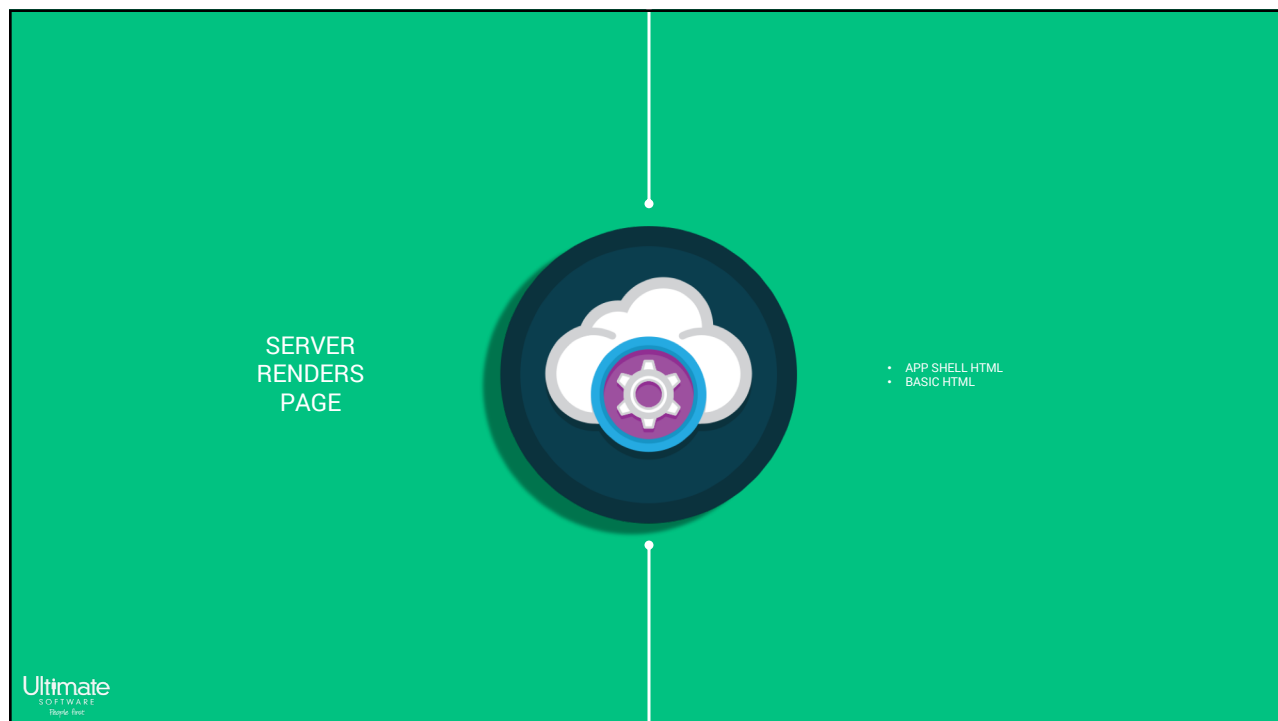 SERVER
RENDERS
PAGE
• APP SHELL HTML
• BASIC HTML
Ultimate
SOFTWARE
People First